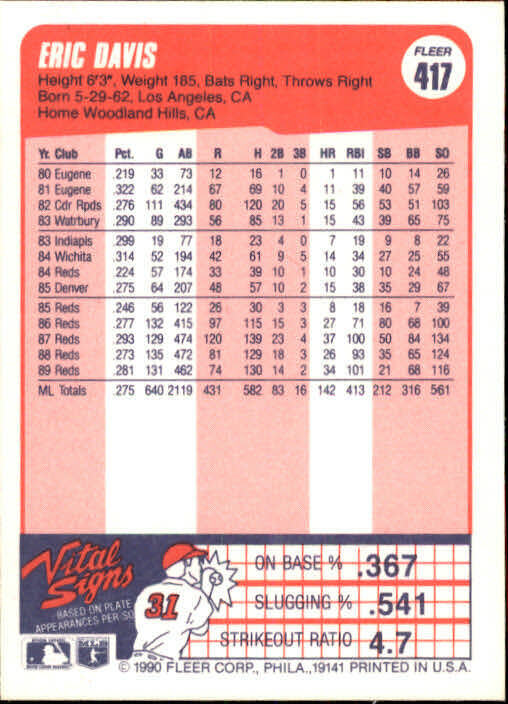 ERIC DAVIS
FLEER
417
Height 6'3", Weight 185, Bats Right, Throws Right
Born 5-29-62, Los Angeles, CA
Home Woodland Hills, CA
Yr. Club Pct. G AB R H 2B 3B HR RBI SB BB SO
80 Eugene .219 33 73 12 16 1 0 1 11 10 14 26
81 Eugene .322 62 214 67 69 10 4 11 39 40 57 59
82 Cdr Rpds .276 111 434 80 120 20 5 15 56 53 51 103
83 Watrbury .290 89 293 56 85 13 1 15 43 39 65 75
83 Indiapls .299 19 77 18 23 4 0 7 19 9 8 22
84 Wichita .314 52 194 42 61 9 5 14 34 27 25 55
84 Reds .224 57 174 33 39 10 1 10 30 10 24 48
85 Denver .275 64 207 48 57 10 2 15 38 35 29 67
85 Reds .246 56 122 26 30 3 3 8 18 16 7 39
86 Reds .277 132 415 97 115 15 3 27 71 80 68 100
87 Reds .293 129 474 120 139 23 4 37 100 50 84 134
88 Reds .273 135 472 81 129 18 3 26 93 35 65 124
89 Reds .281 131 462 74 130 14 2 34 101 21 68 116
ML Totals .275 640 2119 431 582 83 16 142 413 212 316 561
Vital Signs
BASED ON PLATE
APPEARANCES PER SO
31
ON BASE % .367
SLUGGING % .541
STRIKEOUT RATIO 4.7
© 1990 FLEER CORP., PHILA., 19141 PRINTED IN U.S.A.